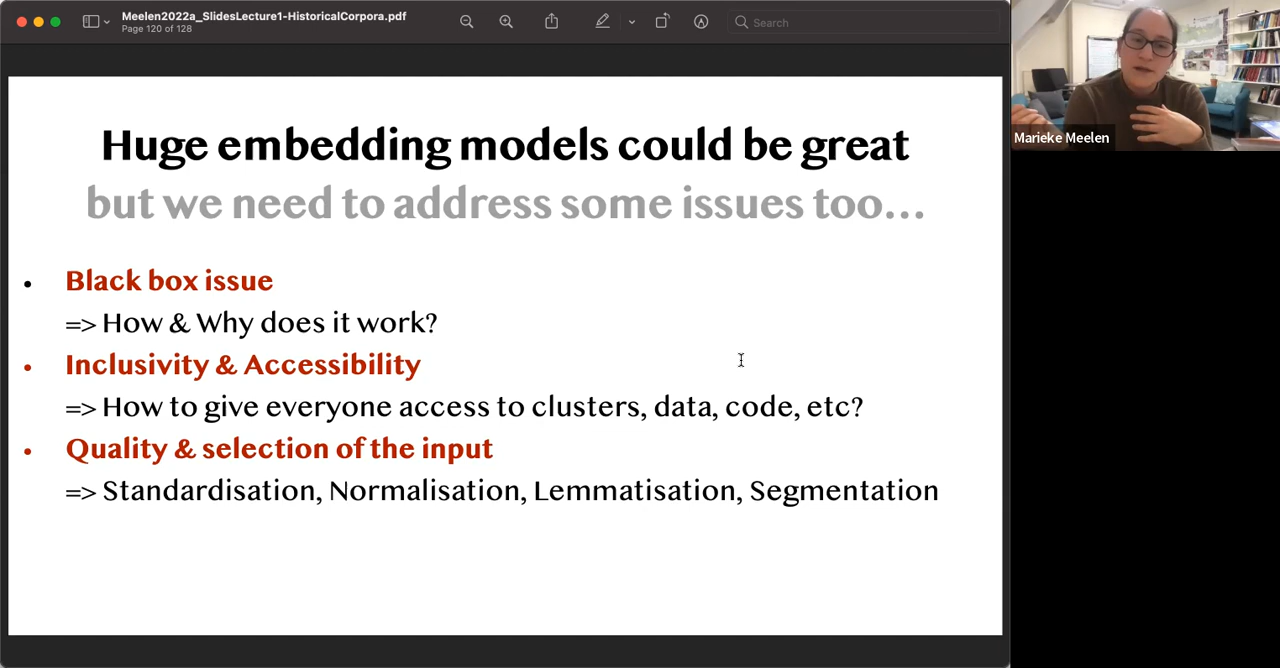 Meelen2022a_SlidesLecture1-HistoricalCorpora.pdf
Page 120 of 128
Search
Marieke Meelen
Huge embedding models could be great
but we need to address some issues too...
• Black box issue
=> How & Why does it work?
• Inclusivity & Accessibility
=> How to give everyone access to clusters, data, code, etc?
• Quality & selection of the input
=> Standardisation, Normalisation, Lemmatisation, Segmentation